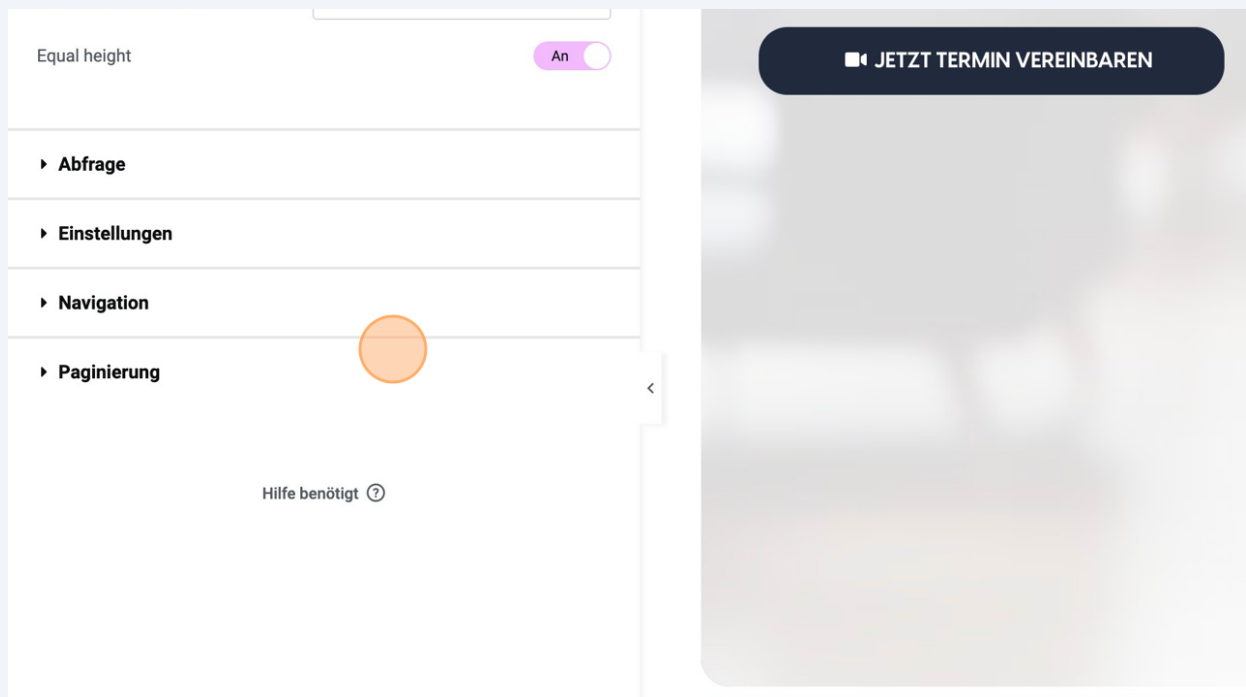 Equal height
An
Abfrage
Einstellungen
Navigation
Paginierung
Hilfe benötigt
JETZT TERMIN VEREINBAREN